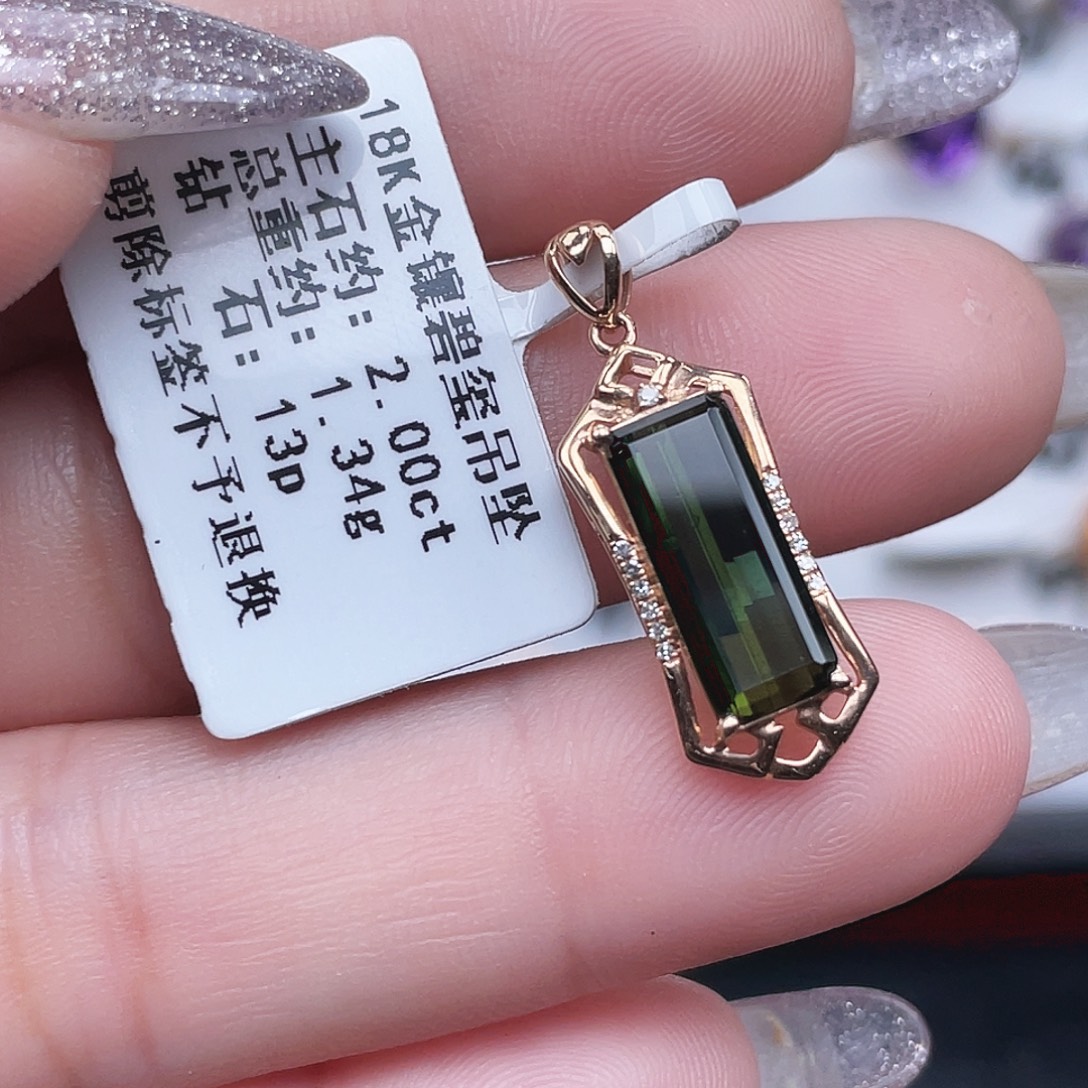 18K金镶碧玺吊坠
主石约: 2.00ct
总重约: 1.34g
钻 石: 13p
剪除标签不予退换